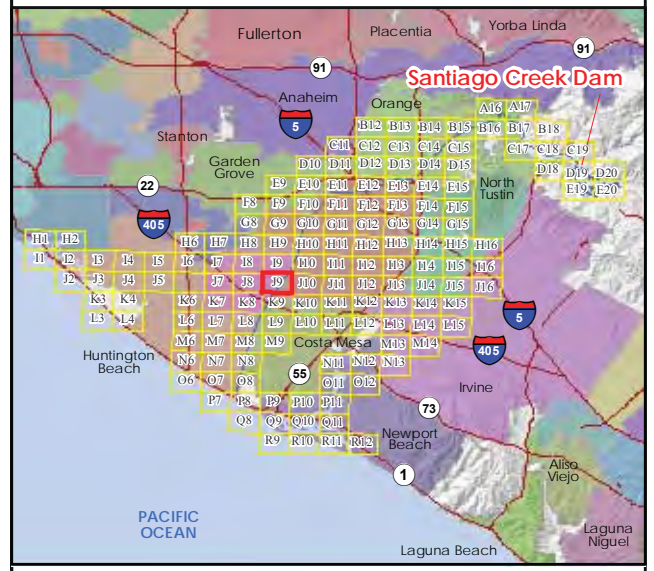 Yorba Linda
Fullerton
Placentia
91
91
Santiago Creek Dam
Anaheim
Orange
A16 A17
5
B12 B13 B14 B15 B16 B17 B18
Stanton
C11 C12 C13 C14 C15 C17 C18 C19
Garden
Grove
D10 D11 D12 D13 D14 D15 D18 D19 D20
22
E9 E10 E11 E12 E13 E14 E15 E19 E20
North
Tustin
F8 F9 F10 F11 F12 F13 F14 F15
405
G8 G9 G10 G11 G12 G13 G14 G15
H1 H2 H6 H7 H8 H9 H10 H11 H12 H13 H14 H15 H16
I1 I2 I3 I4 I5 I6 I7 I8 I9 I10 I11 I12 I13 I14 I15 I16
J2 J3 J4 J5 J7 J8 J9 J10 J11 J12 J13 J14 J15 J16
K3 K4 K6 K7 K8 K9 K10 K11 K12 K13 K14 K15
5
L3 L4 L6 L7 L8 L9 L10 L11 L12 L13 L14 L15
M6 M7 M8 M9 Costa Mesa M13 M14
405
Huntington
Beach
N6 N7 N8 N11 N12 N13
55
O6 O7 O8 O11 O12
Irvine
P7 P8 P9 P10 P11
73
Q8 Q9 Q10 Q11
Newport
Beach
R9 R10 R11 R12
1
Aliso
Viejo
PACIFIC
OCEAN
Laguna
Niguel
Laguna Beach